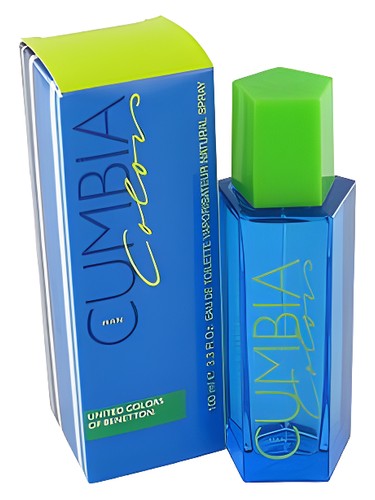 CUMBIA
Colors
MAN
100 ml e 3.3 FL.OZ. EAU DE TOILETTE VAPORISATEUR NATURAL SPRAY
UNITED COLORS
OF BENETTON.
CUMBIA
Colors